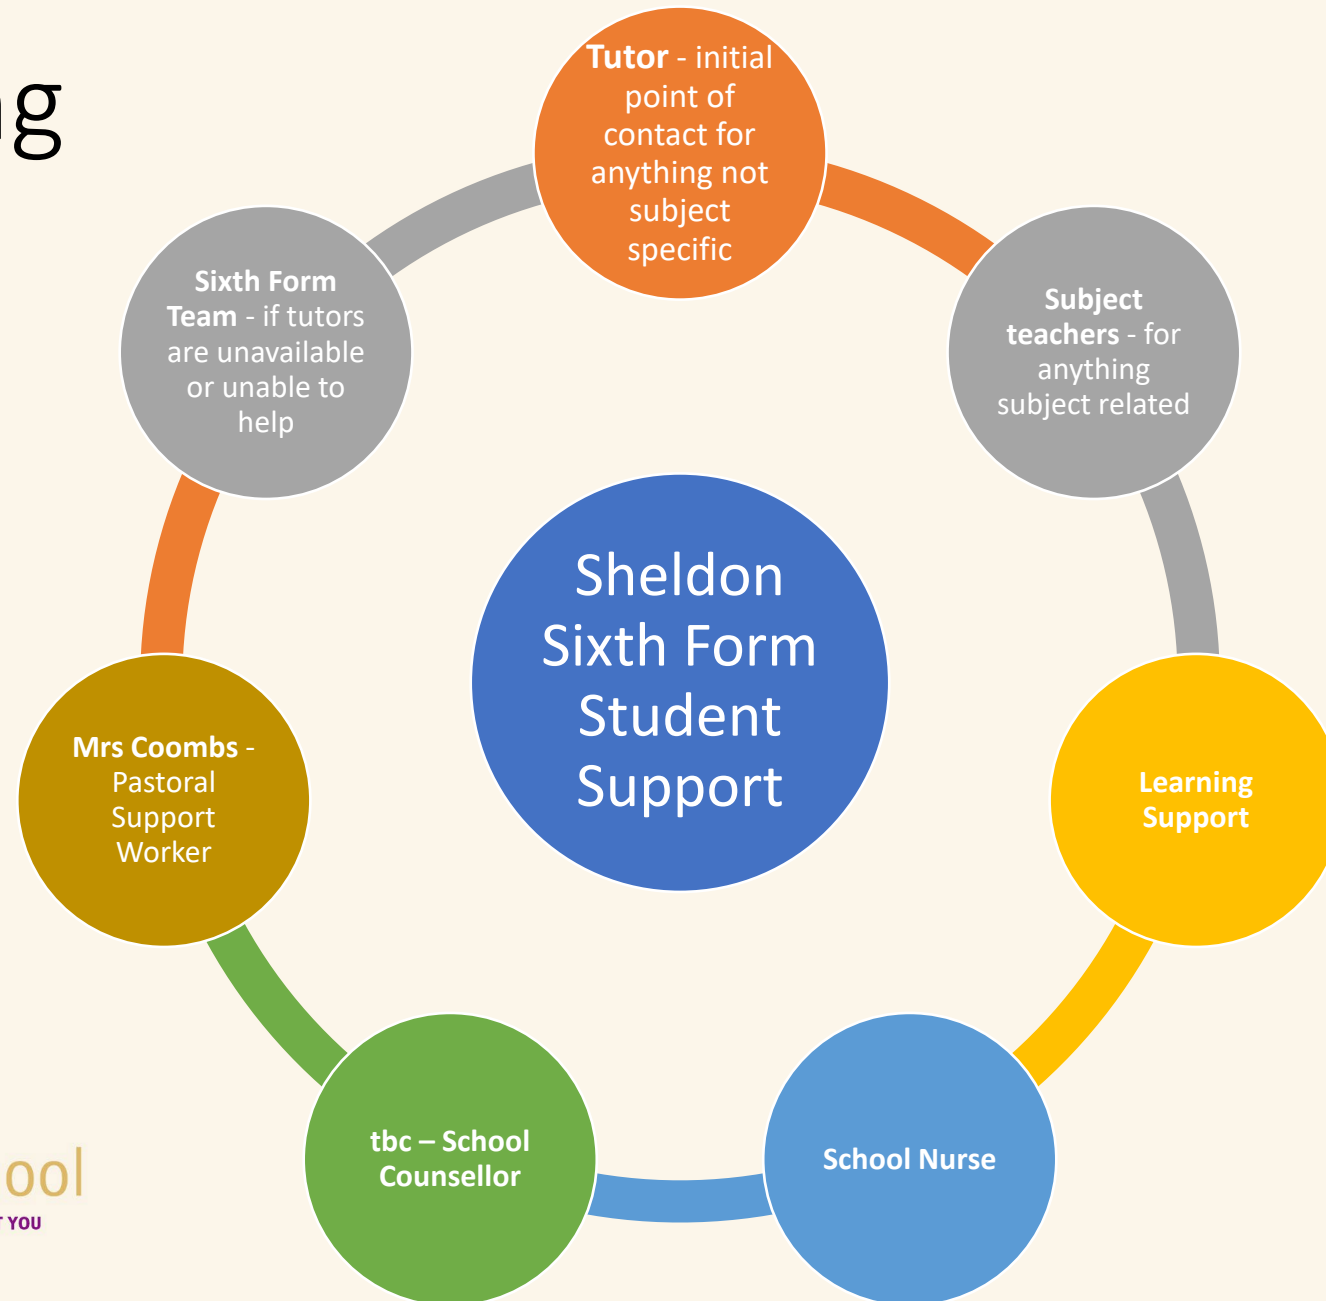 ng
Tutor - initial
point of
contact for
anything not
subject
specific
Subject
teachers - for
anything
subject related
Learning
Support
School Nurse
tbc – School
Counsellor
Mrs Coombs -
Pastoral
Support
Worker
Sixth Form
Team - if tutors
are unavailable
or unable to
help
Sheldon
Sixth Form
Student
Support
ool
YOU